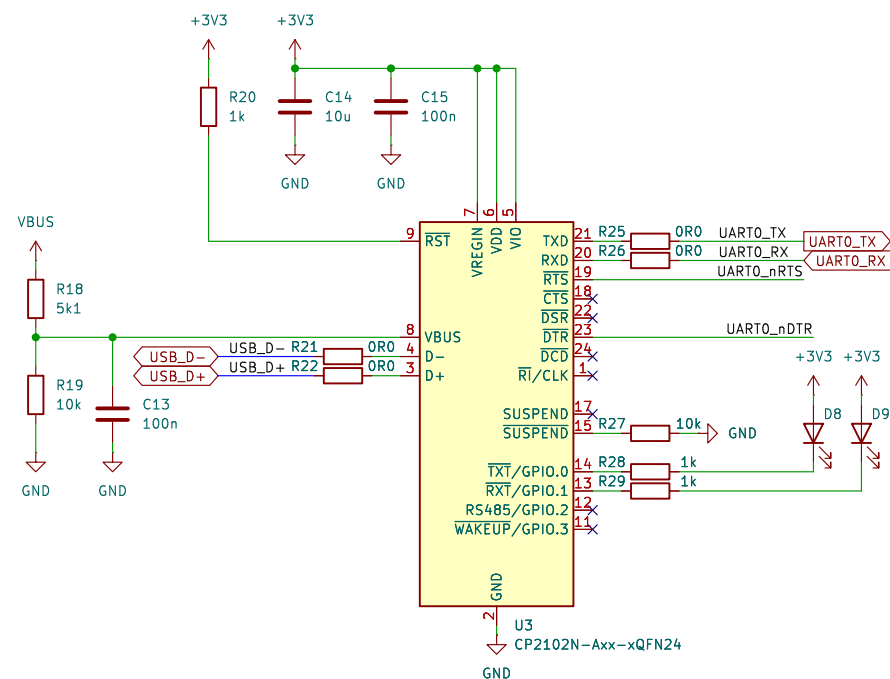 +3V3
+3V3
R20
1k
C14
10u
C15
100n
GND
GND
VBUS
7
6
5
9
RST
VREGIN
VDD
VIO
TXD
21
R25
0R0
UART0_TX
UART0_TX
RXD
20
R26
0R0
UART0_RX
UART0_RX
RTS
19
UART0_nRTS
R18
5k1
CTS
18
DSR
22
8
VBUS
DTR
23
UART0_nDTR
USB_D-
USB_D-
R21
0R0
4
D-
DCD
24
USB_D+
USB_D+
R22
0R0
3
D+
RI/CLK
1
+3V3
+3V3
R19
10k
C13
100n
SUSPEND
17
SUSPEND
15
R27
10k
GND
D8
D9
TXT/GPIO.0
14
R28
1k
RXT/GPIO.1
13
R29
1k
GND
GND
RS485/GPIO.2
12
WAKEUP/GPIO.3
11
GND
2
U3
CP2102N-Axx-xQFN24
GND